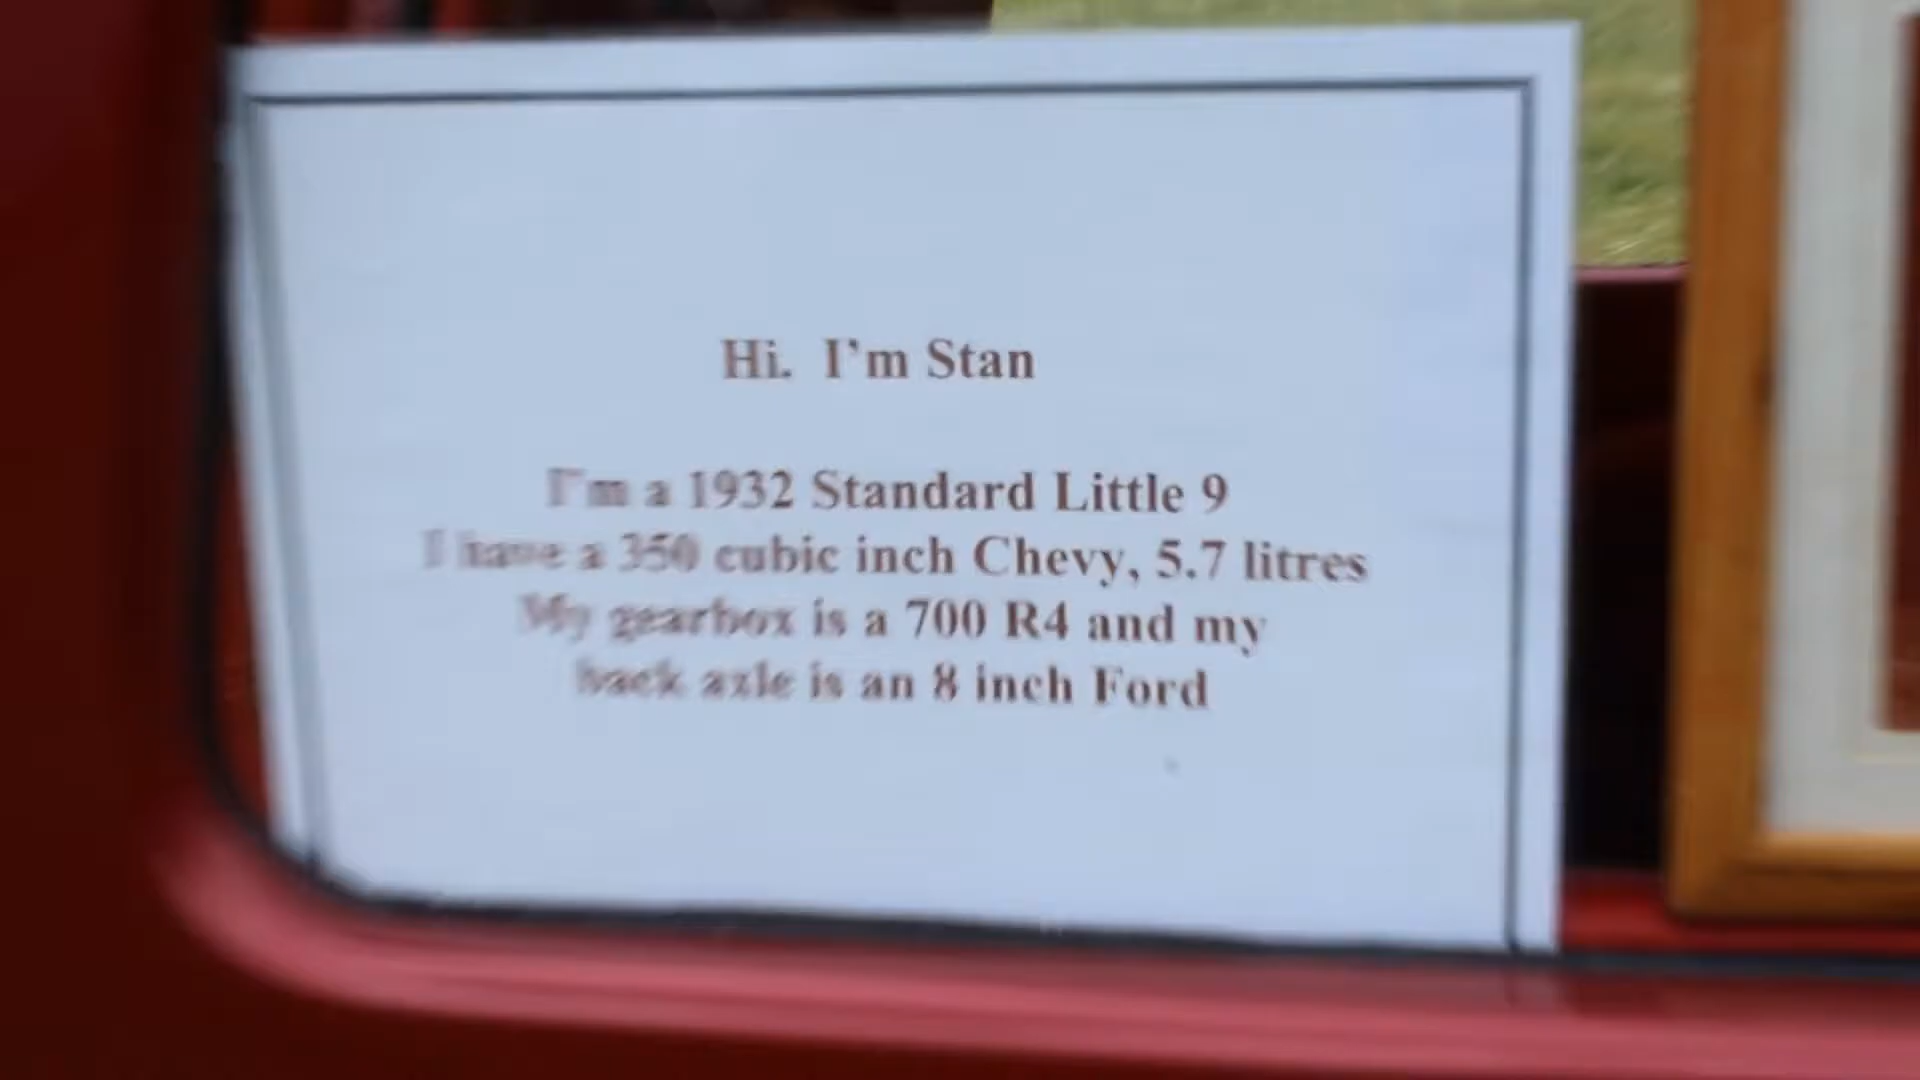 Hi. I'm Stan
I'm a 1932 Standard Little 9
I have a 350 cubic inch Chevy, 5.7 litres
My gearbox is a 700 R4 and my
back axle is an 8 inch Ford